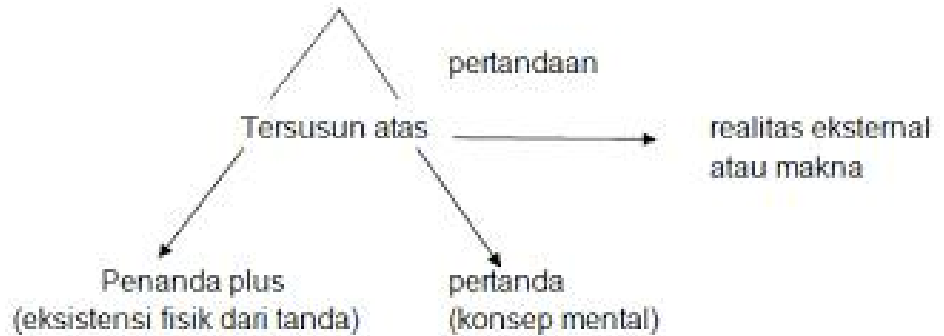 pertandaan
Tersusun atas
realitas eksternal
atau makna
Penanda plus
(eksistensi fisik dari tanda)
pertanda
(konsep mental)